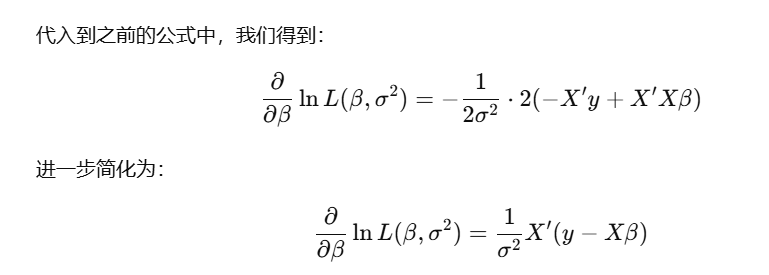 代入到之前的公式中，我们得到：
∂/∂β ln L(β, σ²) = −1/(2σ²) · 2(−X′y + X′Xβ)
进一步简化为：
∂/∂β ln L(β, σ²) = 1/σ² X′(y − Xβ)